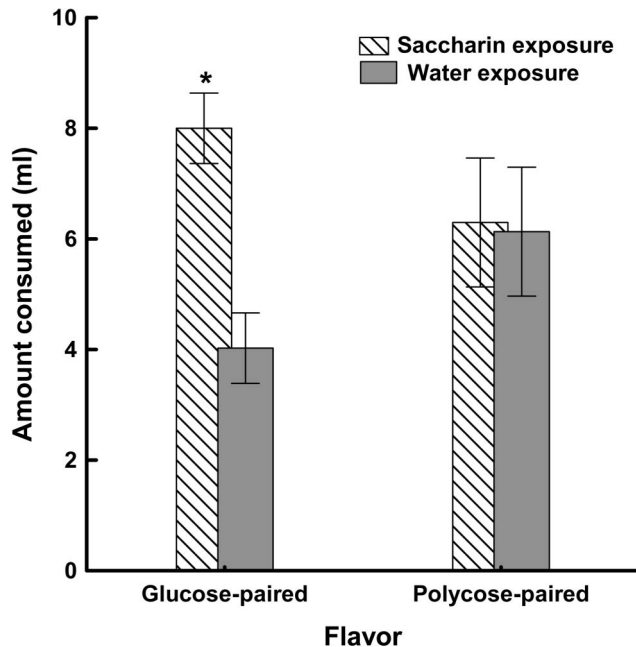 10
8
6
4
2
0
Amount consumed (ml)
*
Saccharin exposure
Water exposure
Glucose-paired
Polycose-paired
Flavor